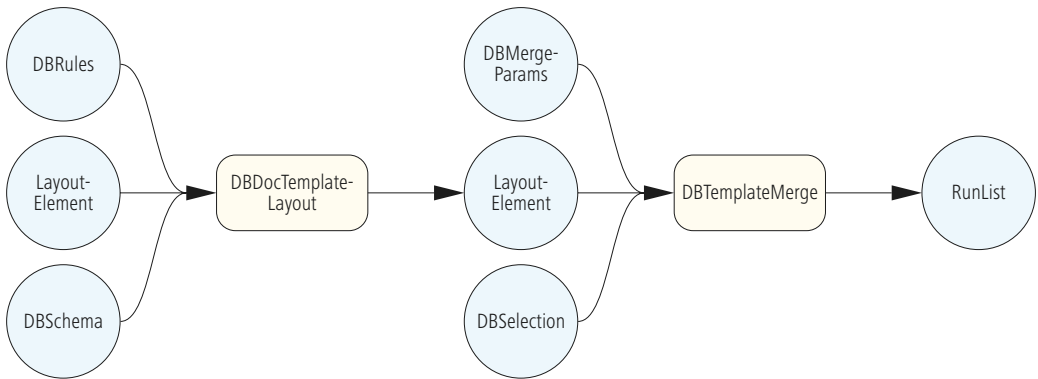 DBRules
Layout-
Element
DBSchema
DBDocTemplate-
Layout
DBMerge-
Params
Layout-
Element
DBSelection
DBTemplateMerge
RunList